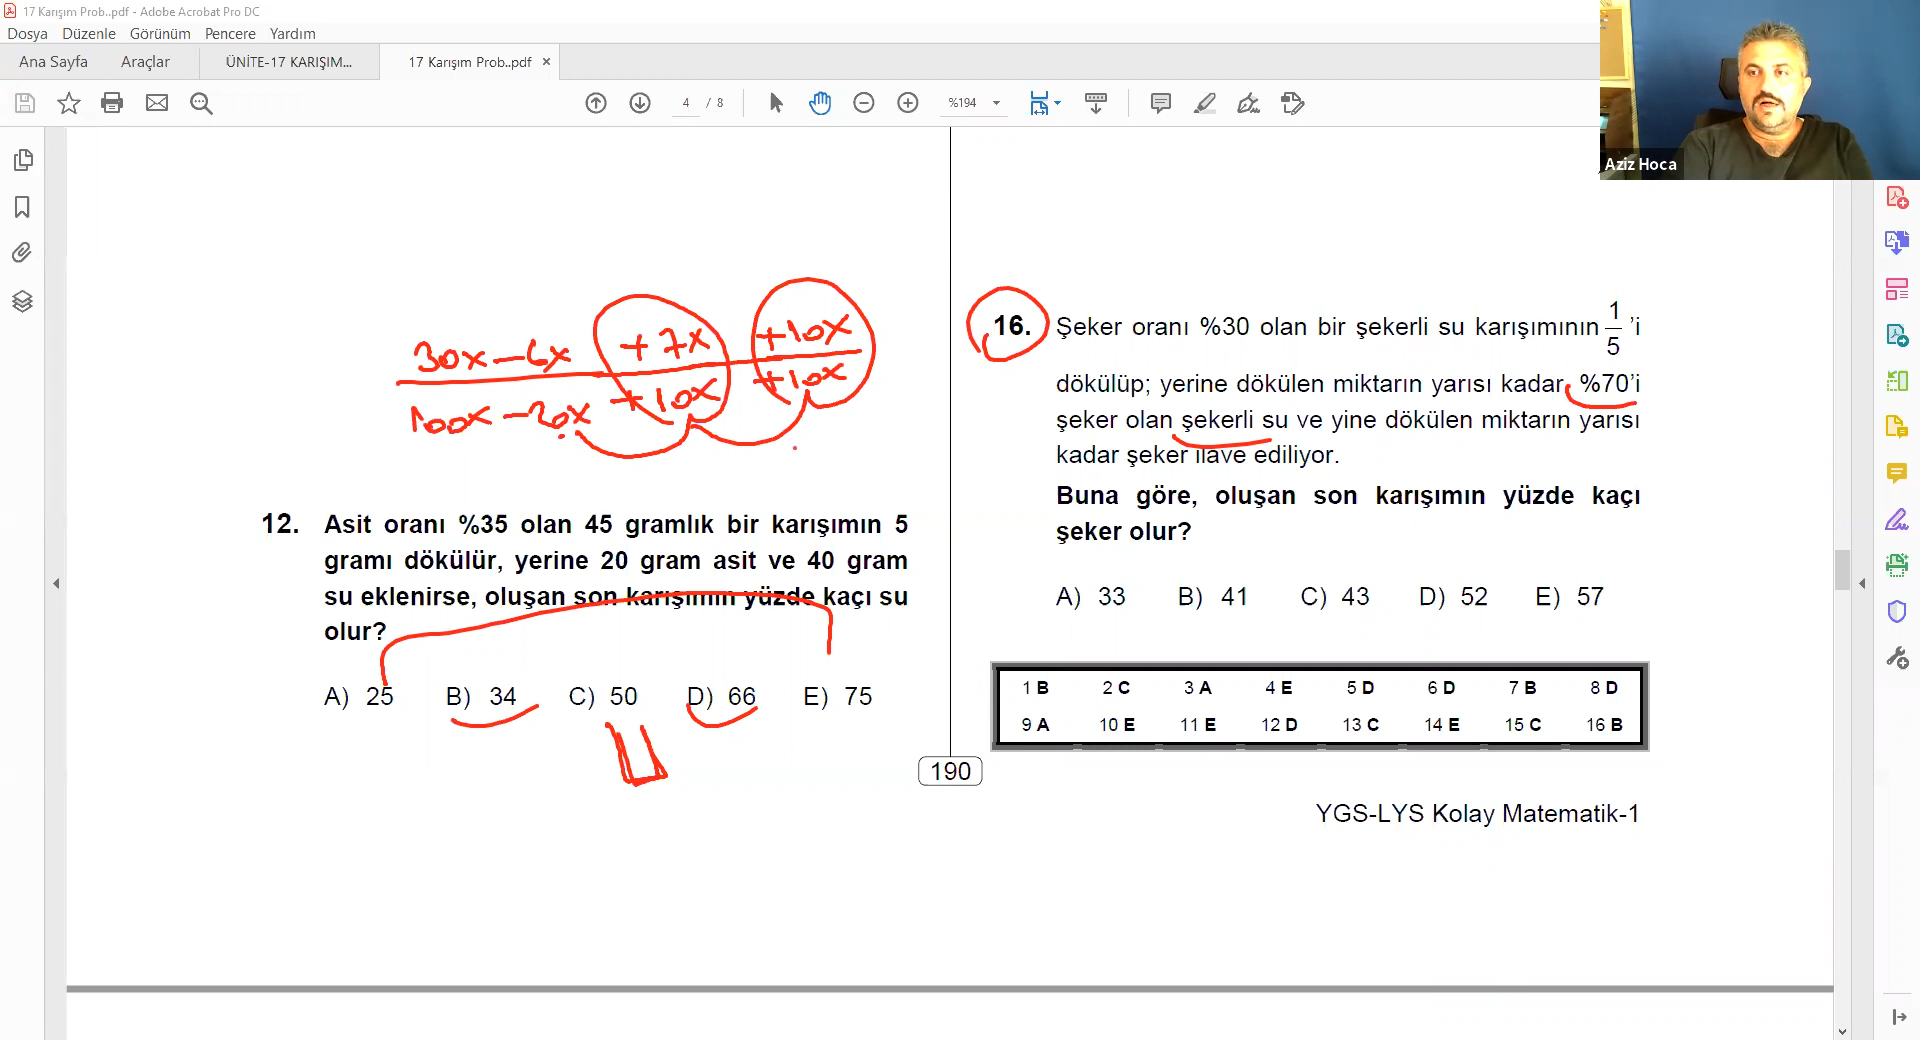 17 Karışım Prob..pdf - Adobe Acrobat Pro DC
Dosya Düzenle Görünüm Pencere Yardım
Ana Sayfa Araçlar ÜNİTE-17 KARIŞIM... 17 Karışım Prob..pdf ×
4 / 8 %194
Aziz Hoca
30x - 6x + 7x + 10x
100x - 20x + 10x + 10x
12. Asit oranı %35 olan 45 gramlık bir karışımın 5
gramı dökülür, yerine 20 gram asit ve 40 gram
su eklenirse, oluşan son karışımın yüzde kaçı su
olur?
A) 25 B) 34 C) 50 D) 66 E) 75
16. Şeker oranı %30 olan bir şekerli su karışımının 1/5 'i
dökülüp; yerine dökülen miktarın yarısı kadar %70'i
şeker olan şekerli su ve yine dökülen miktarın yarısı
kadar şeker ilave ediliyor.
Buna göre, oluşan son karışımın yüzde kaçı
şeker olur?
A) 33 B) 41 C) 43 D) 52 E) 57
1 B 2 C 3 A 4 E 5 D 6 D 7 B 8 D
9 A 10 E 11 E 12 D 13 C 14 E 15 C 16 B
190
YGS-LYS Kolay Matematik-1